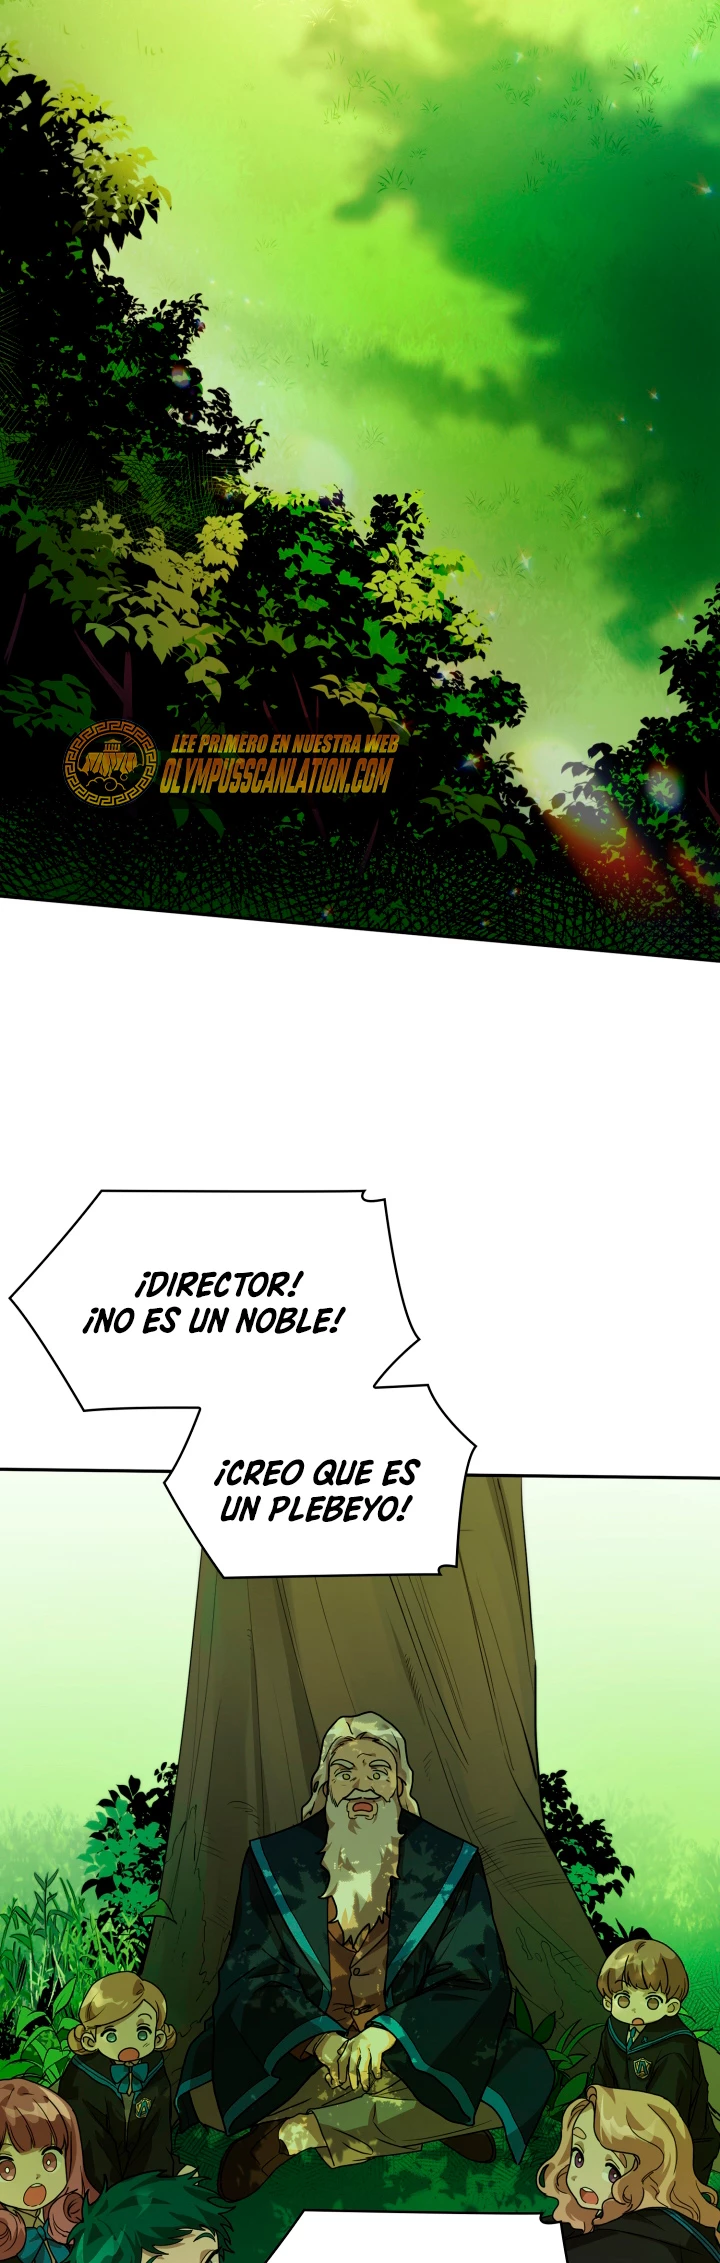 LEE PRIMERO EN NUESTRA WEB
OLYMPUSSCANLATION.COM
¡DIRECTOR!
¡NO ES UN NOBLE!
¡CREO QUE ES
UN PLEBEYO!